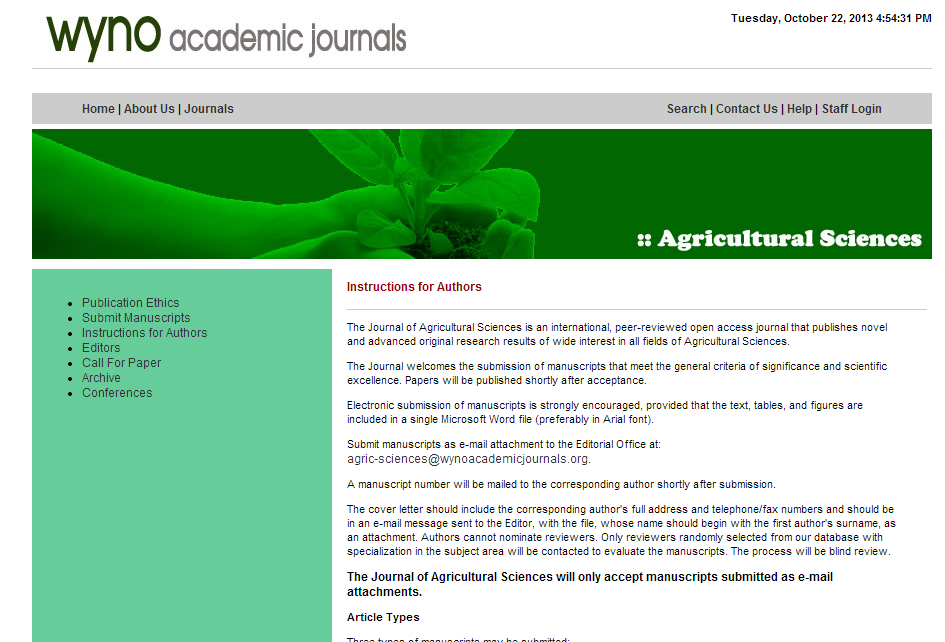 wyno academic journals
Tuesday, October 22, 2013 4:54:31 PM
Home | About Us | Journals
Search | Contact Us | Help | Staff Login
:: Agricultural Sciences
Publication Ethics
Submit Manuscripts
Instructions for Authors
Editors
Call For Paper
Archive
Conferences
Instructions for Authors
The Journal of Agricultural Sciences is an international, peer-reviewed open access journal that publishes novel
and advanced original research results of wide interest in all fields of Agricultural Sciences.
The Journal welcomes the submission of manuscripts that meet the general criteria of significance and scientific
excellence. Papers will be published shortly after acceptance.
Electronic submission of manuscripts is strongly encouraged, provided that the text, tables, and figures are
included in a single Microsoft Word file (preferably in Arial font).
Submit manuscripts as e-mail attachment to the Editorial Office at:
agric-sciences@wynoacademicjournals.org.
A manuscript number will be mailed to the corresponding author shortly after submission.
The cover letter should include the corresponding author's full address and telephone/fax numbers and should be
in an e-mail message sent to the Editor, with the file, whose name should begin with the first author's surname, as
an attachment. Authors cannot nominate reviewers. Only reviewers randomly selected from our database with
specialization in the subject area will be contacted to evaluate the manuscripts. The process will be blind review.
The Journal of Agricultural Sciences will only accept manuscripts submitted as e-mail
attachments.
Article Types
Three types of manuscripts may be submitted: